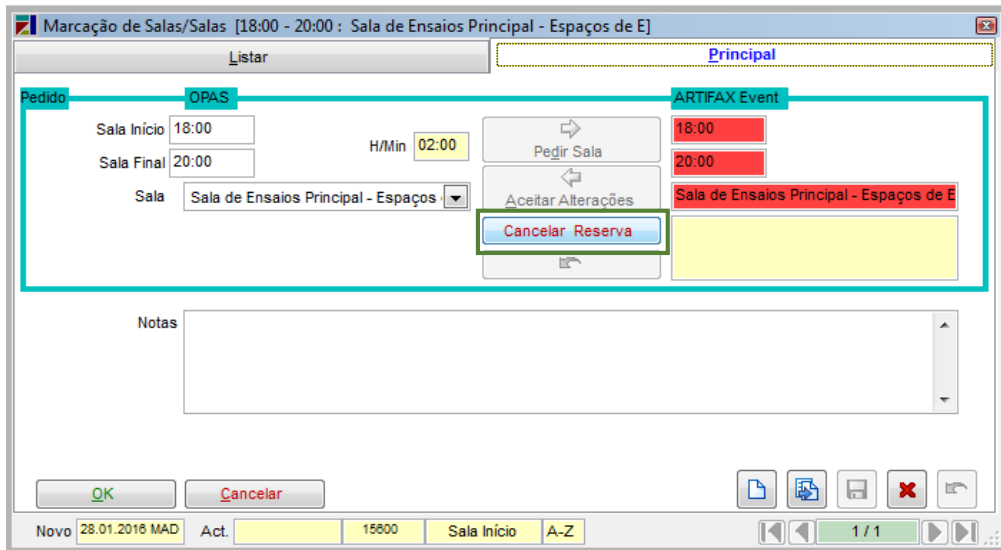 Marcação de Salas/Salas [18:00 - 20:00 : Sala de Ensaios Principal - Espaços de E]
Listar
Principal
Pedido
OPAS
ARTIFAX Event
Sala Início 18:00
H/Min 02:00
Pedir Sala
18:00
Sala Final 20:00
20:00
Sala Sala de Ensaios Principal - Espaços
Aceitar Alterações
Sala de Ensaios Principal - Espaços de E
Cancelar Reserva
Notas
OK
Cancelar
Novo 28.01.2016 MAD Act. 15600 Sala Início A-Z 1 / 1